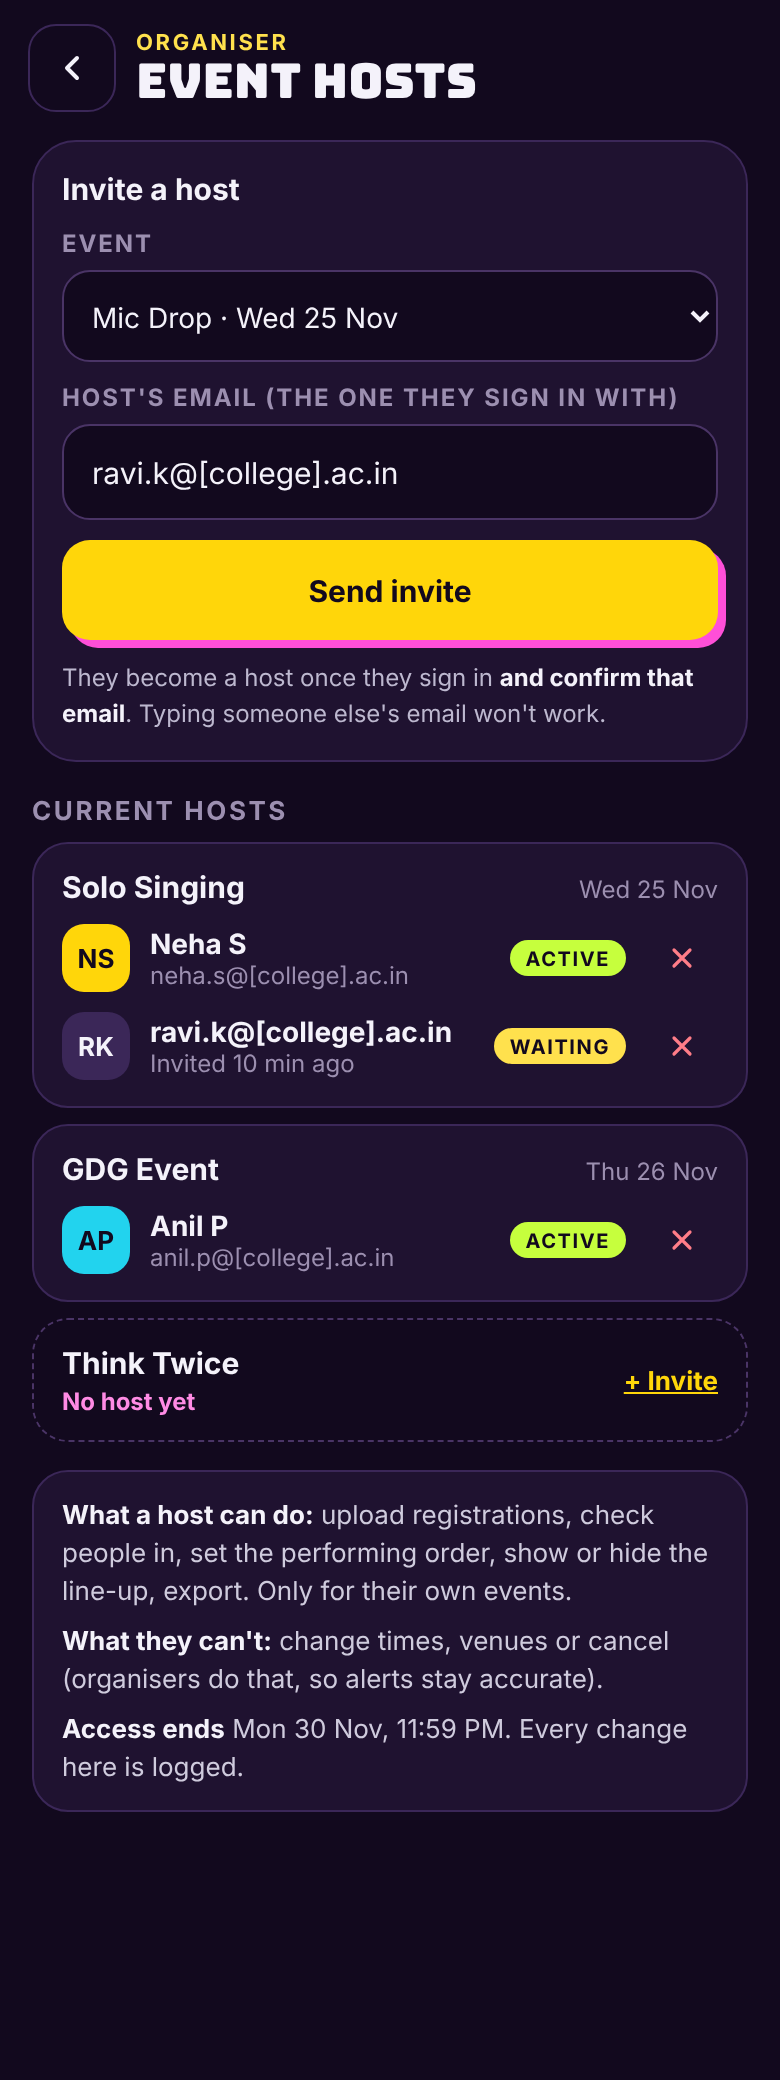 ORGANISER
EVENT HOSTS
Invite a host
EVENT
Mic Drop · Wed 25 Nov
HOST'S EMAIL (THE ONE THEY SIGN IN WITH)
ravi.k@[college].ac.in
Send invite
They become a host once they sign in and confirm that
email. Typing someone else's email won't work.
CURRENT HOSTS
Solo Singing
Wed 25 Nov
NS
Neha S
neha.s@[college].ac.in
ACTIVE
RK
ravi.k@[college].ac.in
Invited 10 min ago
WAITING
GDG Event
Thu 26 Nov
AP
Anil P
anil.p@[college].ac.in
ACTIVE
Think Twice
No host yet
+ Invite
What a host can do: upload registrations, check
people in, set the performing order, show or hide the
line-up, export. Only for their own events.
What they can't: change times, venues or cancel
(organisers do that, so alerts stay accurate).
Access ends Mon 30 Nov, 11:59 PM. Every change
here is logged.